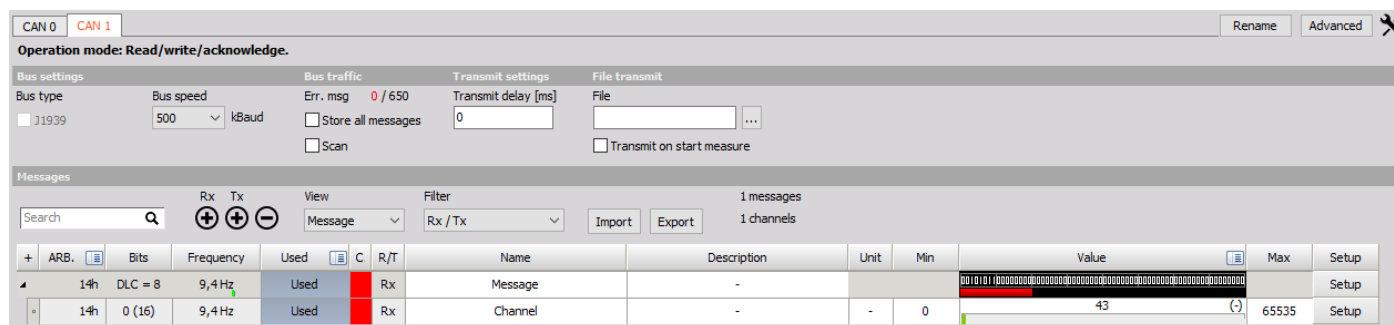 CAN 0 CAN 1 Rename Advanced
Operation mode: Read/write/acknowledge.
Bus settings Bus traffic Transmit settings File transmit
Bus type Bus speed Err. msg 0 / 650 Transmit delay [ms] File
J1939 500 kBaud Store all messages 0 ...
Scan Transmit on start measure
Messages
Rx Tx View Filter 1 messages
Search Message Rx / Tx Import Export 1 channels
+ ARB. Bits Frequency Used C R/T Name Description Unit Min Value Max Setup
14h DLC = 8 9,4 Hz Used Rx Message - Setup
14h 0 (16) 9,4 Hz Used Rx Channel - - 0 43 (-) 65535 Setup